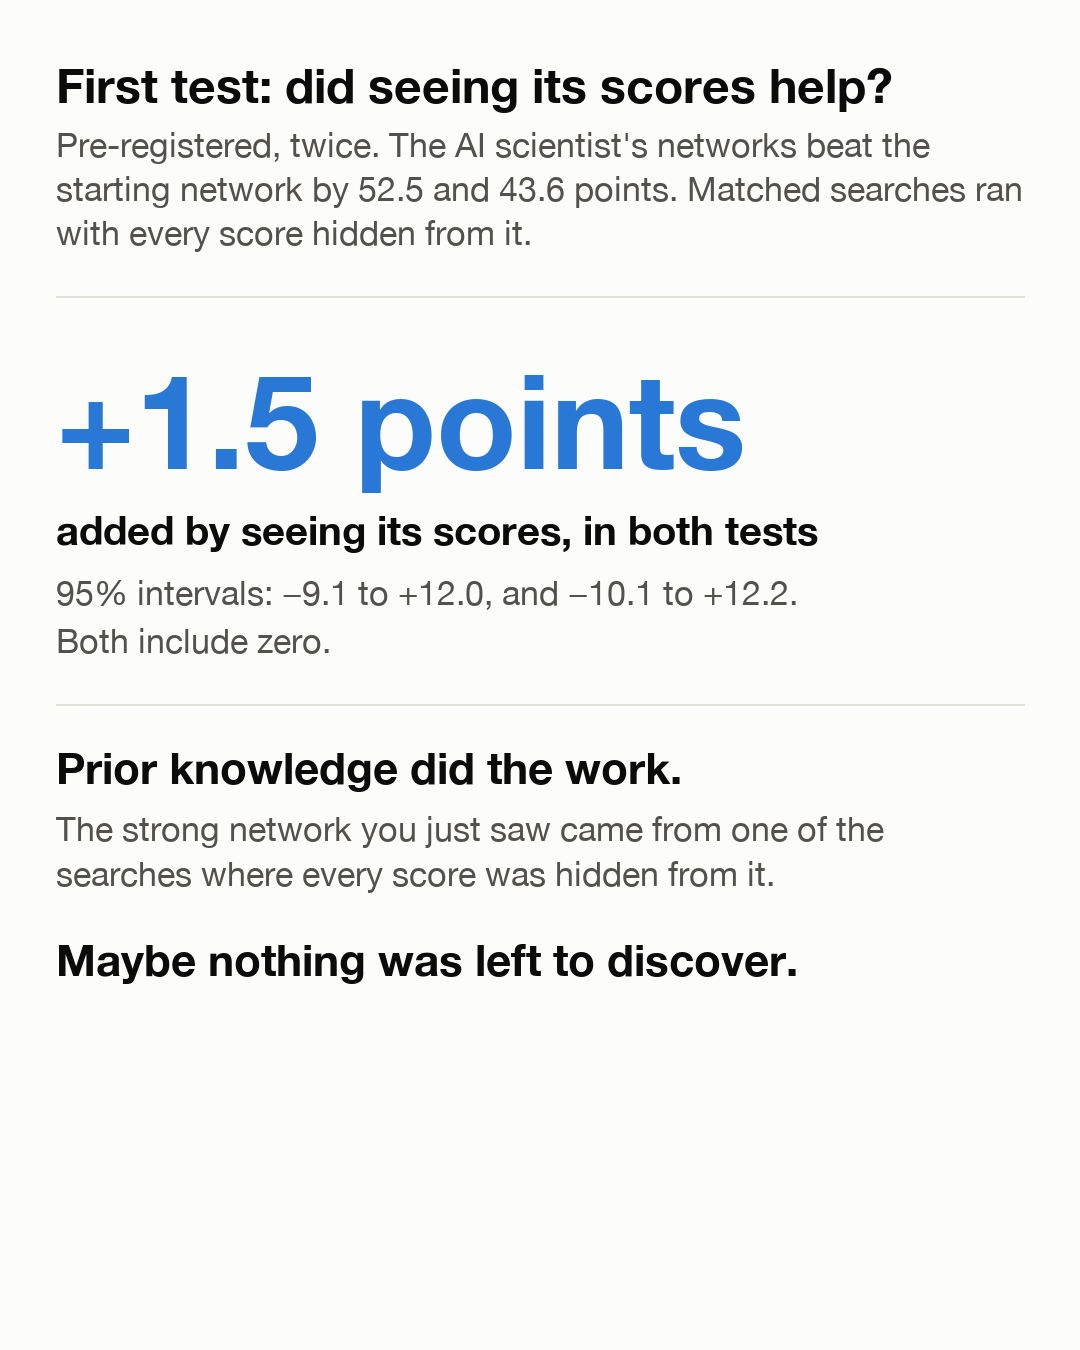 First test: did seeing its scores help?
Pre-registered, twice. The AI scientist's networks beat the
starting network by 52.5 and 43.6 points. Matched searches ran
with every score hidden from it.
+1.5 points
added by seeing its scores, in both tests
95% intervals: −9.1 to +12.0, and −10.1 to +12.2.
Both include zero.
Prior knowledge did the work.
The strong network you just saw came from one of the
searches where every score was hidden from it.
Maybe nothing was left to discover.